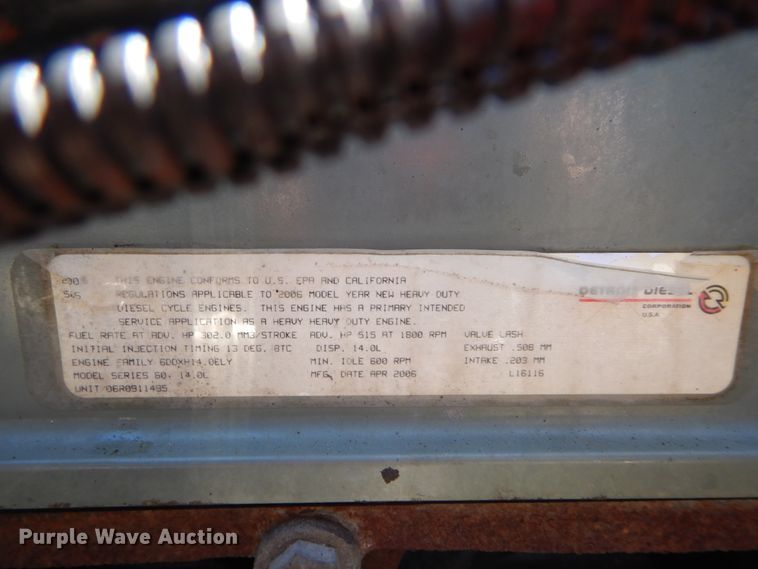 THIS ENGINE CONFORMS TO U.S. EPA AND CALIFORNIA
REGULATIONS APPLICABLE TO 2006 MODEL YEAR NEW HEAVY DUTY
DIESEL CYCLE ENGINES. THIS ENGINE HAS A PRIMARY INTENDED
SERVICE APPLICATION AS A HEAVY HEAVY DUTY ENGINE.
DETROIT DIESEL
CORPORATION
U.S.A
FUEL RATE AT ADV. HP 302.0 MM3/STROKE ADV. HP 515 AT 1800 RPM VALVE LASH
INITIAL INJECTION TIMING 13 DEG. BTC DISP. 14.0L EXHAUST .508 MM
ENGINE FAMILY 6DDXH14.0ELY MIN. IDLE 600 RPM INTAKE .203 MM
MODEL SERIES 60, 14.0L MFG. DATE APR 2006 L16116
UNIT 06R0911495
Purple Wave Auction